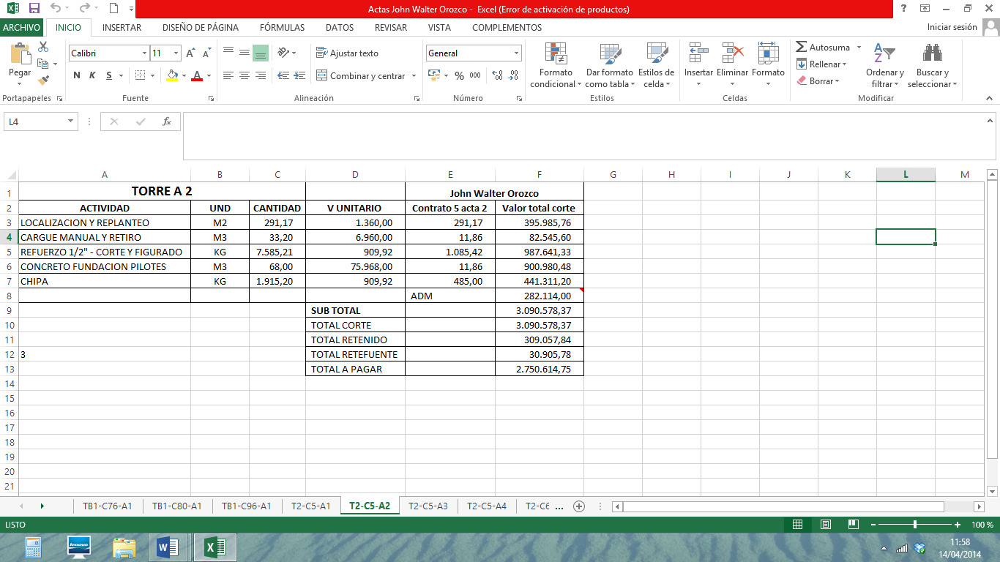 Actas John Walter Orozco - Excel (Error de activación de productos)
ARCHIVO INICIO INSERTAR DISEÑO DE PÁGINA FÓRMULAS DATOS REVISAR VISTA COMPLEMENTOS Iniciar sesión
Pegar
Portapapeles
Calibri 11
N K S A
Fuente
Ajustar texto
Combinar y centrar
Alineación
General
% 000
Número
Formato condicional
Dar formato como tabla
Estilos de celda
Estilos
Insertar Eliminar Formato
Celdas
Autosuma
Rellenar
Borrar
Ordenar y filtrar
Buscar y seleccionar
Modificar
L4 fx
A B C D E F G H I J K L M
1 TORRE A 2 John Walter Orozco
2 ACTIVIDAD UND CANTIDAD V UNITARIO Contrato 5 acta 2 Valor total corte
3 LOCALIZACION Y REPLANTEO M2 291,17 1.360,00 291,17 395.985,76
4 CARGUE MANUAL Y RETIRO M3 33,20 6.960,00 11,86 82.545,60
5 REFUERZO 1/2" - CORTE Y FIGURADO KG 7.585,21 909,92 1.085,42 987.641,33
6 CONCRETO FUNDACION PILOTES M3 68,00 75.968,00 11,86 900.980,48
7 CHIPA KG 1.915,20 909,92 485,00 441.311,20
8 ADM 282.114,00
9 SUB TOTAL 3.090.578,37
10 TOTAL CORTE 3.090.578,37
11 TOTAL RETENIDO 309.057,84
12 3 TOTAL RETEFUENTE 30.905,78
13 TOTAL A PAGAR 2.750.614,75
14
15
16
17
18
19
20
21
TB1-C76-A1 TB1-C80-A1 TB1-C96-A1 T2-C5-A1 T2-C5-A2 T2-C5-A3 T2-C5-A4 T2-C6 ...
LISTO 100 %
lenovo
11:58
14/04/2014